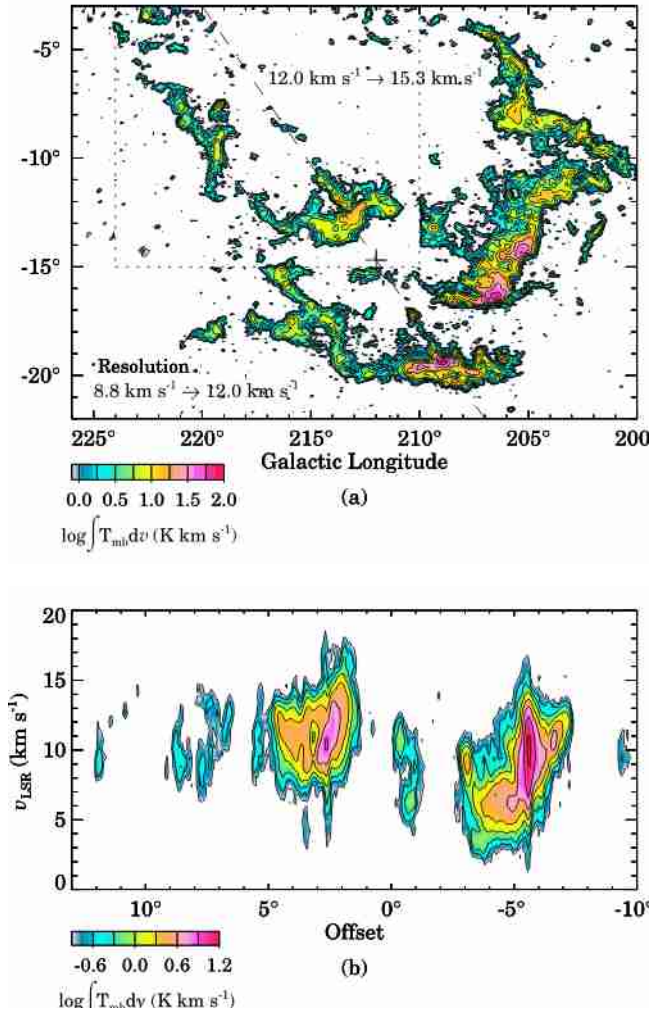 -5°
12.0 km s⁻¹ → 15.3 km s⁻¹
-10°
-15°
Resolution
-20°
8.8 km s⁻¹ → 12.0 km s⁻¹
225° 220° 215° 210° 205° 200°
Galactic Longitude
0.0 0.5 1.0 1.5 2.0
(a)
log∫T_mb dv (K km s⁻¹)
20
15
10
5
0
v_LSR (km s⁻¹)
10° 5° 0° -5° -10°
Offset
-0.6 0.0 0.6 1.2
(b)
log∫T_mb dv (K km s⁻¹)